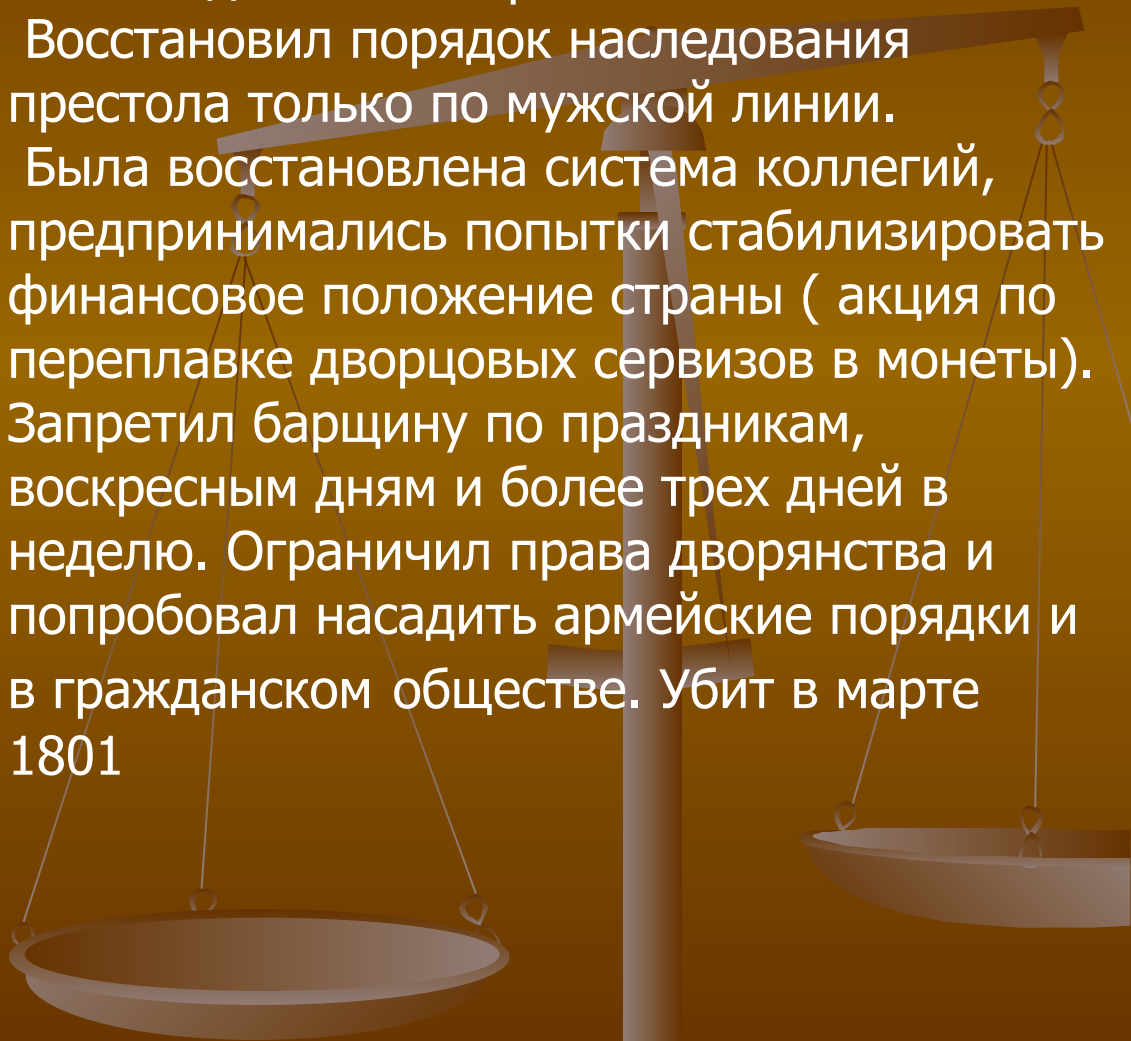 Восстановил порядок наследования
престола только по мужской линии.
Была восстановлена система коллегий,
предпринимались попытки стабилизировать
финансовое положение страны ( акция по
переплавке дворцовых сервизов в монеты).
Запретил барщину по праздникам,
воскресным дням и более трех дней в
неделю. Ограничил права дворянства и
попробовал насадить армейские порядки и
в гражданском обществе. Убит в марте
1801